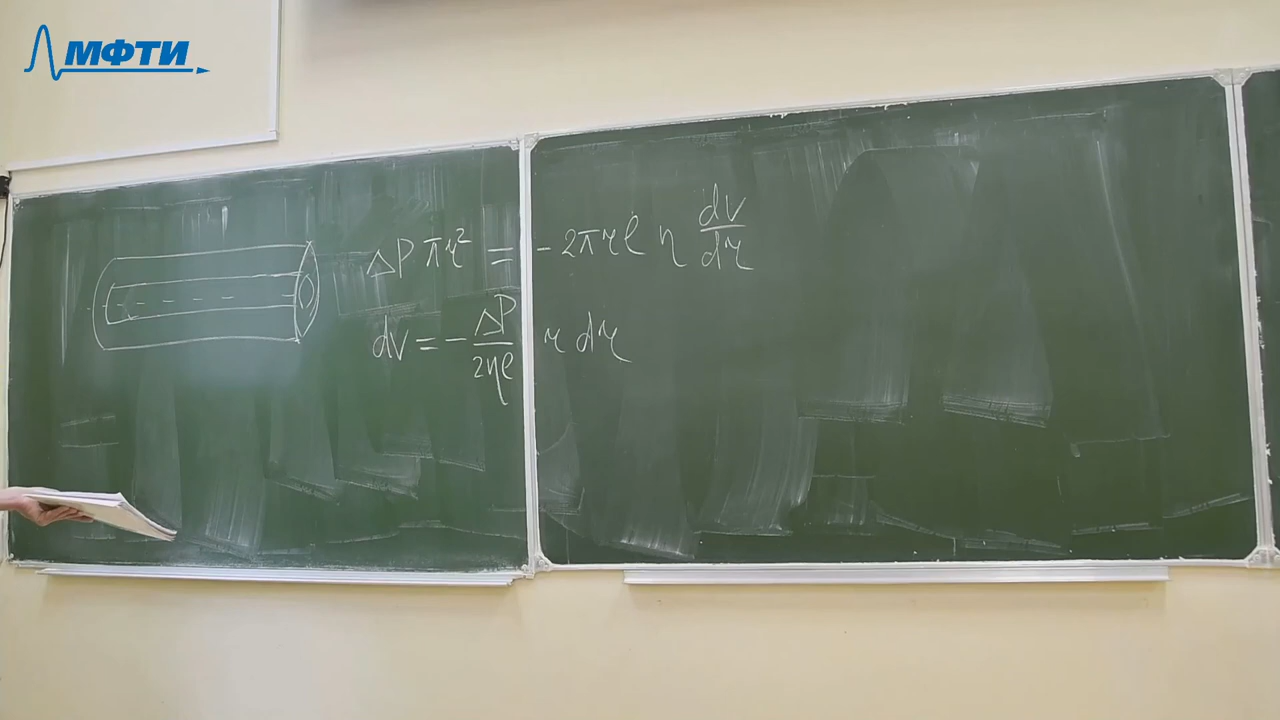 МФТИ
ΔP πr² = - 2πrl η dv/dr
dv = - ΔP/2ηl r dr